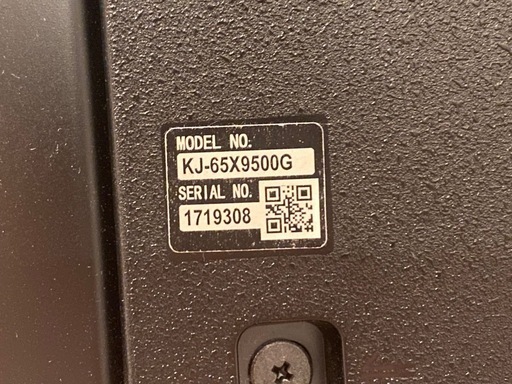 MODEL NO.
KJ-65X9500G
SERIAL NO.
1719308